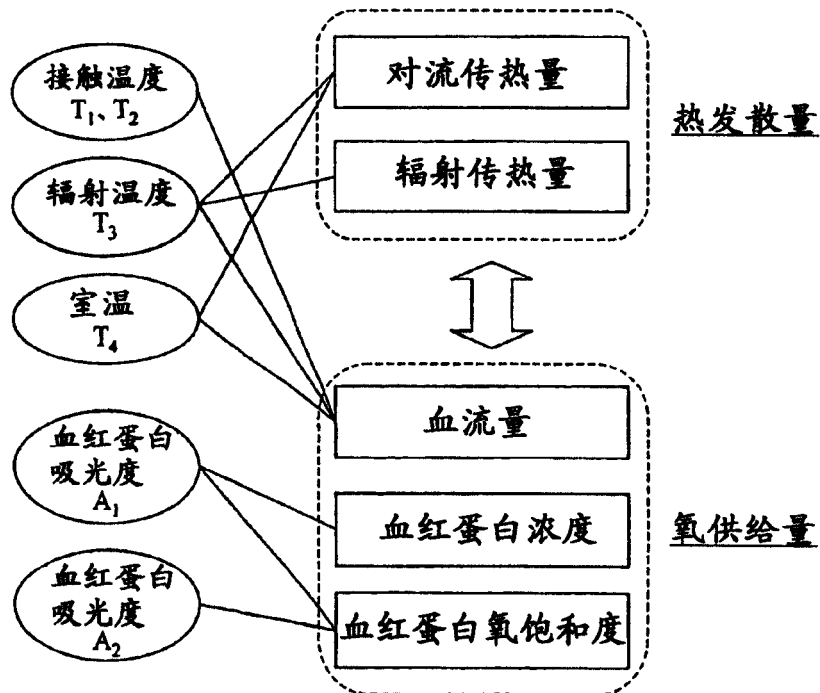 接触温度
T₁、T₂
辐射温度
T₃
室温
T₄
血红蛋白
吸光度
A₁
血红蛋白
吸光度
A₂
对流传热量
辐射传热量
热发散量
血流量
血红蛋白浓度
血红蛋白氧饱和度
氧供给量